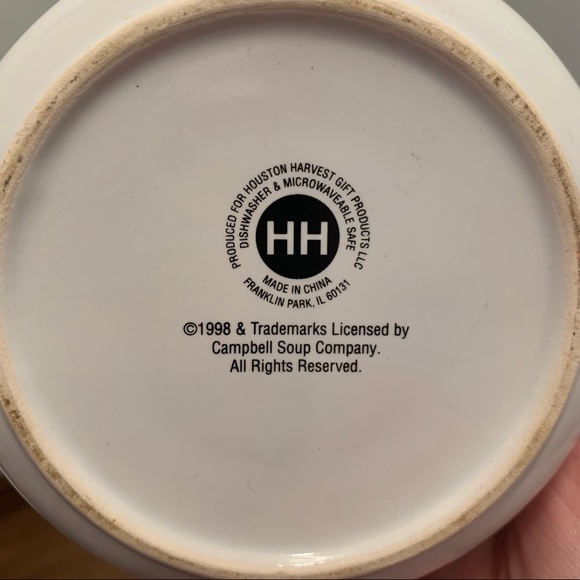 PRODUCED FOR HOUSTON HARVEST GIFT PRODUCTS LLC
DISHWASHER & MICROWAVEABLE SAFE
HH
MADE IN CHINA
FRANKLIN PARK, IL 60131
©1998 & Trademarks Licensed by
Campbell Soup Company.
All Rights Reserved.